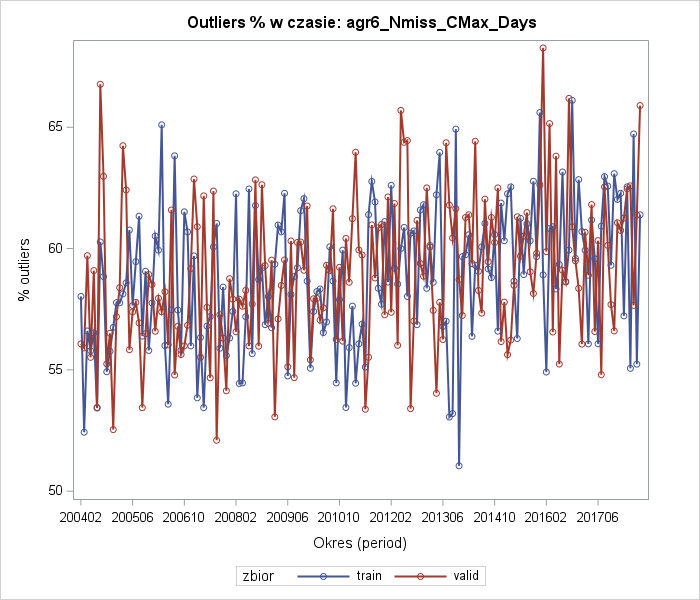 Outliers % w czasie: agr6_Nmiss_CMax_Days
% outliers
65
60
55
50
200402 200506 200610 200802 200906 201010 201202 201306 201410 201602 201706
Okres (period)
zbior train valid